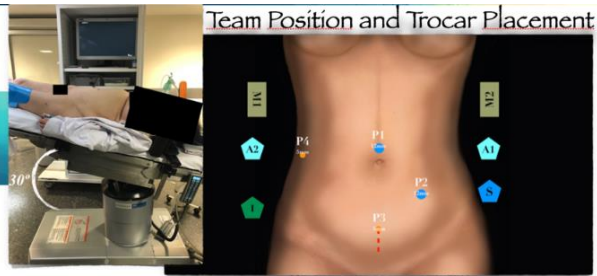 Team Position and Trocar Placement
30°
M1
M2
P1
A2
P4
A1
P2
S
I
P3